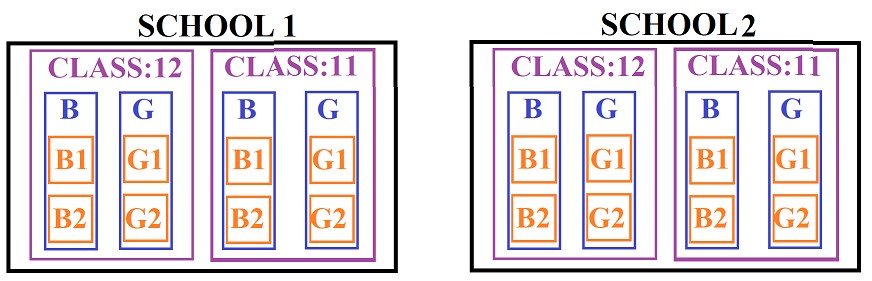 SCHOOL 1
CLASS:12
B G
B1 G1
B2 G2
CLASS:11
B G
B1 G1
B2 G2
SCHOOL 2
CLASS:12
B G
B1 G1
B2 G2
CLASS:11
B G
B1 G1
B2 G2